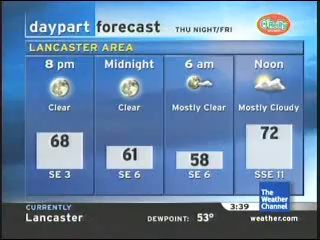 daypart forecast THU NIGHT/FRI
LANCASTER AREA
8 pm Midnight 6 am Noon
Clear Clear Mostly Clear Mostly Cloudy
68 61 58 72
SE 3 SE 6 SE 6 SSE 11
The Weather Channel
CURRENTLY 3:39
Lancaster DEWPOINT: 53° weather.com